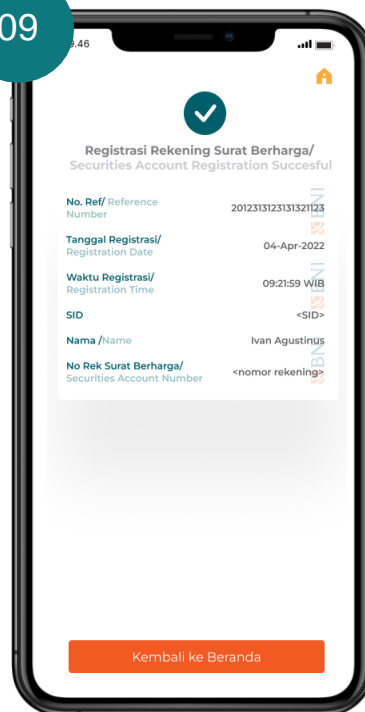 09
9.46
Registrasi Rekening Surat Berharga/
Securities Account Registration Succesful
No. Ref/ Reference Number 2012313123131321123
Tanggal Registrasi/
Registration Date 04-Apr-2022
Waktu Registrasi/
Registration Time 09:21:59 WIB
SID <SID>
Nama /Name Ivan Agustinus
No Rek Surat Berharga/
Securities Account Number <nomor rekening>
BNI
BNI
BNI
Kembali ke Beranda